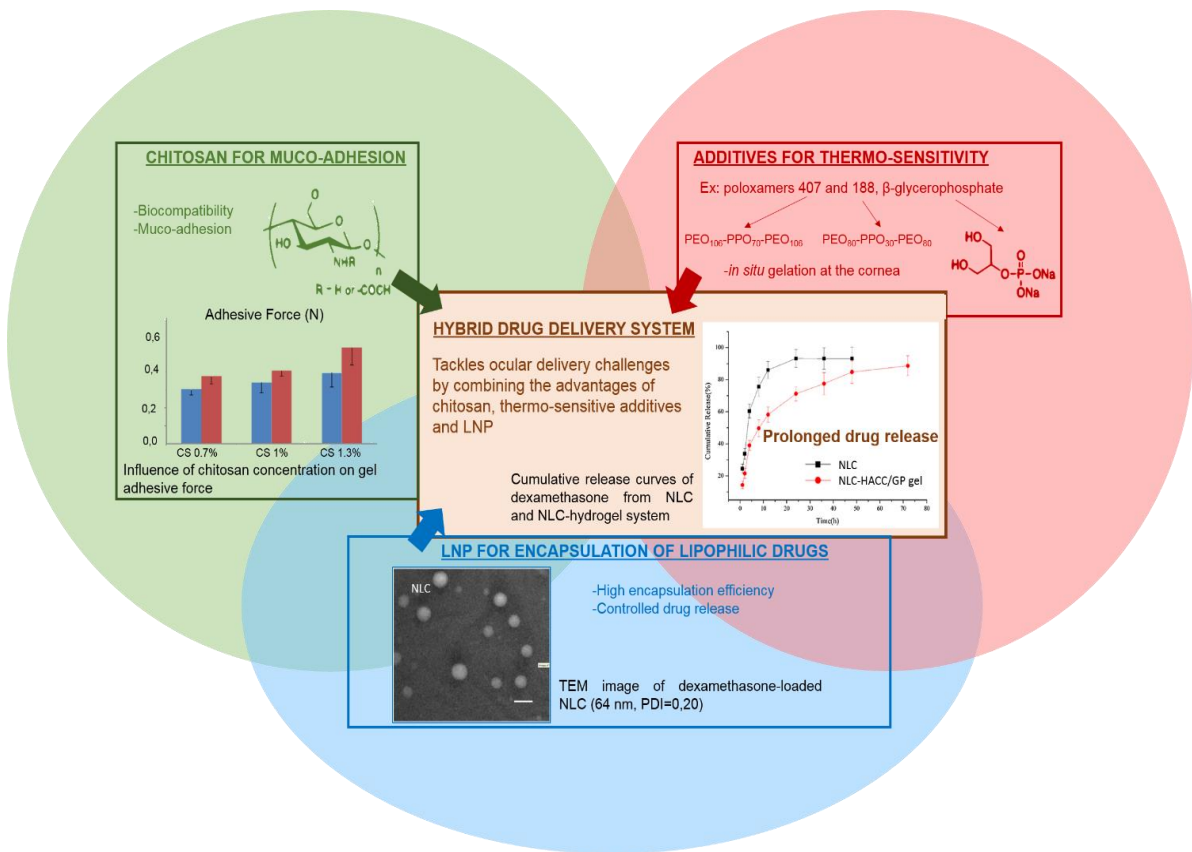 CHITOSAN FOR MUCO-ADHESION
-Biocompatibility
-Muco-adhesion
O
O
HO
O
NHR
n
R - H or -COCH
Adhesive Force (N)
0,6
0,4
0,2
0,0
CS 0.7%
CS 1%
CS 1.3%
Influence of chitosan concentration on gel
adhesive force
ADDITIVES FOR THERMO-SENSITIVITY
Ex: poloxamers 407 and 188, β-glycerophosphate
PEO106-PPO70-PEO106
PEO80-PPO30-PEO80
-in situ gelation at the cornea
HO
HO
O
O-P-ONa
ONa
HYBRID DRUG DELIVERY SYSTEM
Tackles ocular delivery challenges
by combining the advantages of
chitosan, thermo-sensitive additives
and LNP
Cumulative release curves of
dexamethasone from NLC
and NLC-hydrogel system
Cumulative Release(%)
100
80
60
40
20
Prolonged drug release
NLC
NLC-HACC/GP gel
0
10
20
30
40
50
60
70
80
Time(h)
LNP FOR ENCAPSULATION OF LIPOPHILIC DRUGS
NLC
-High encapsulation efficiency
-Controlled drug release
TEM image of dexamethasone-loaded
NLC (64 nm, PDI=0,20)